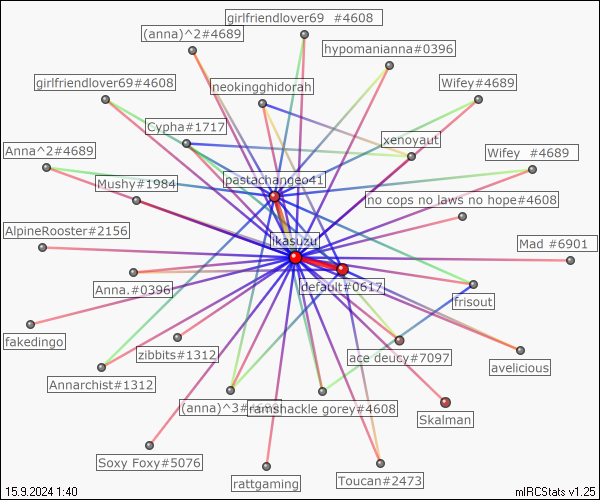 girlfriendlover69  #4608
(anna)^2#4689
hypomanianna#0396
girlfriendlover69#4608
neokingghidorah
Wifey#4689
Cypha#1717
xenoyaut
Anna^2#4689
Wifey  #4689
pastachandeo41
Mushy#1984
no cops no laws no hope#4608
AlpineRooster#2156
ikasuzu
Mad #6901
Anna.#0396
default#0617
frisout
fakedingo
zibbits#1312
ace deucy#7097
avelicious
Annarchist#1312
(anna)^3#
ramshackle gorey#4608
Skalman
Soxy Foxy#5076
rattgaming
Toucan#2473
15.9.2024 1:40
mIRCStats v1.25